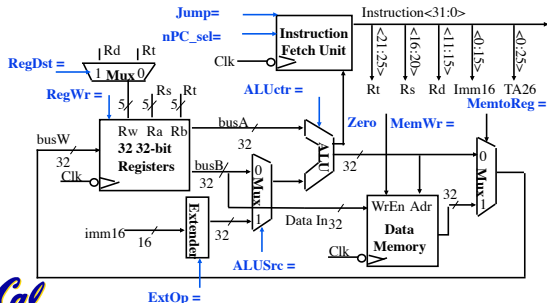 Jump=
nPC_sel=
Instruction
Fetch Unit
Clk
Instruction<31:0>
<21:25>
<16:20>
<11:15>
<0:15>
<0:25>
Rt
Rs
Rd
Imm16
TA26
RegDst =
Rd
Rt
1 Mux 0
RegWr =
5
5
5
Rs
Rt
ALUctr =
Zero
MemWr =
MemtoReg =
busW
32
Clk
Rw
Ra
Rb
32 32-bit
Registers
busA
32
busB
32
ALU
32
0
Mux
1
32
Data In
32
WrEn
Adr
Data
Memory
Clk
32
0
Mux
1
imm16
16
Extender
32
ALUSrc =
ExtOp =
Cal